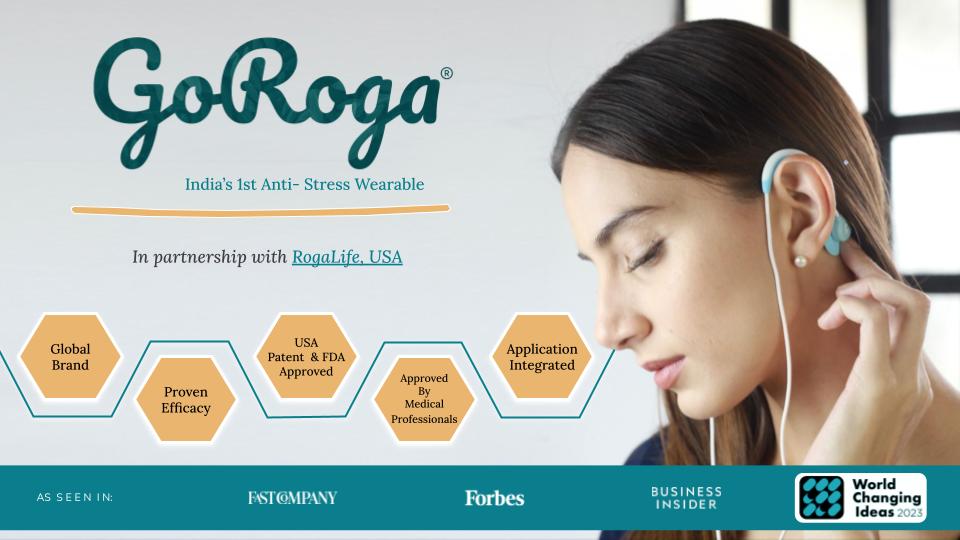 GoRoga®
India's 1st Anti- Stress Wearable
In partnership with RogaLife, USA
Global
Brand
Proven
Efficacy
USA
Patent & FDA
Approved
Approved
By
Medical
Professionals
Application
Integrated
AS SEEN IN:
FAST COMPANY
Forbes
BUSINESS
INSIDER
World
Changing
Ideas 2023